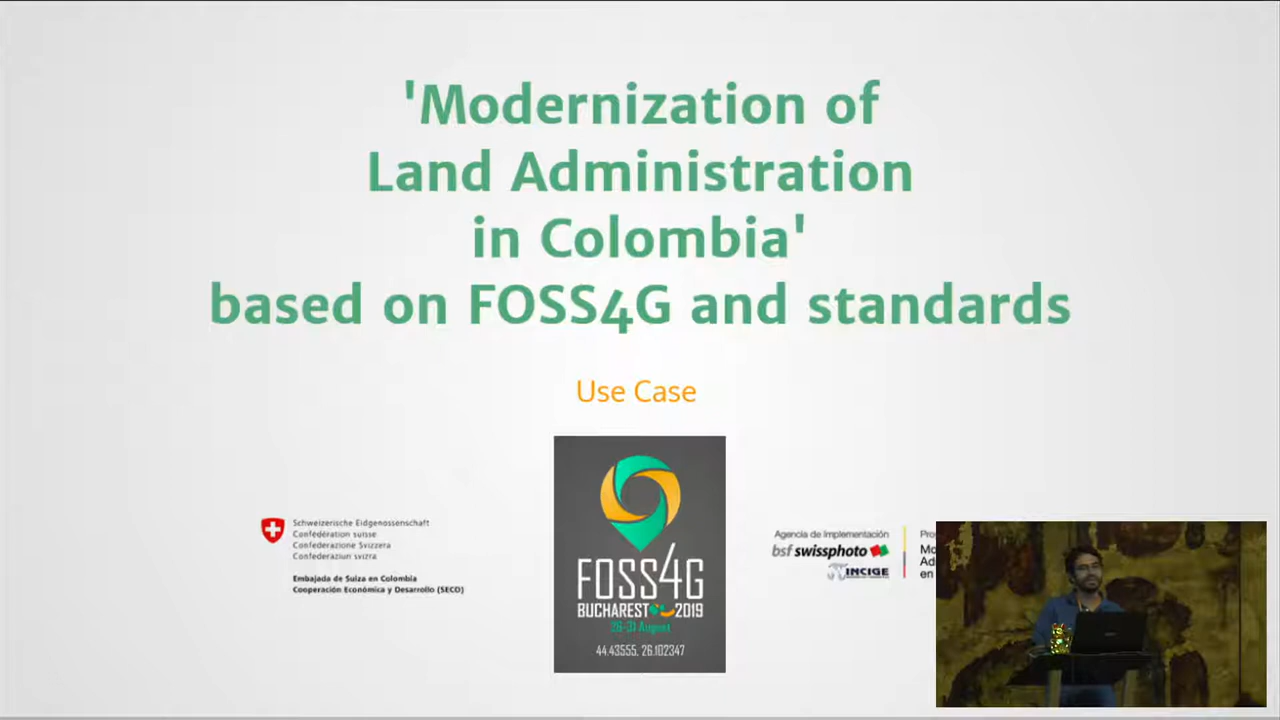 'Modernization of
Land Administration
in Colombia'
based on FOSS4G and standards
Use Case
Schweizerische Eidgenossenschaft
Confédération suisse
Confederazione Svizzera
Confederaziun svizra
Embajada de Suiza en Colombia
Cooperación Económica y Desarrollo (SECO)
FOSS4G
BUCHAREST 2019
26-31 August
44.43555, 26.102347
Agencia de Implementación
bsf swissphoto
INCIGE